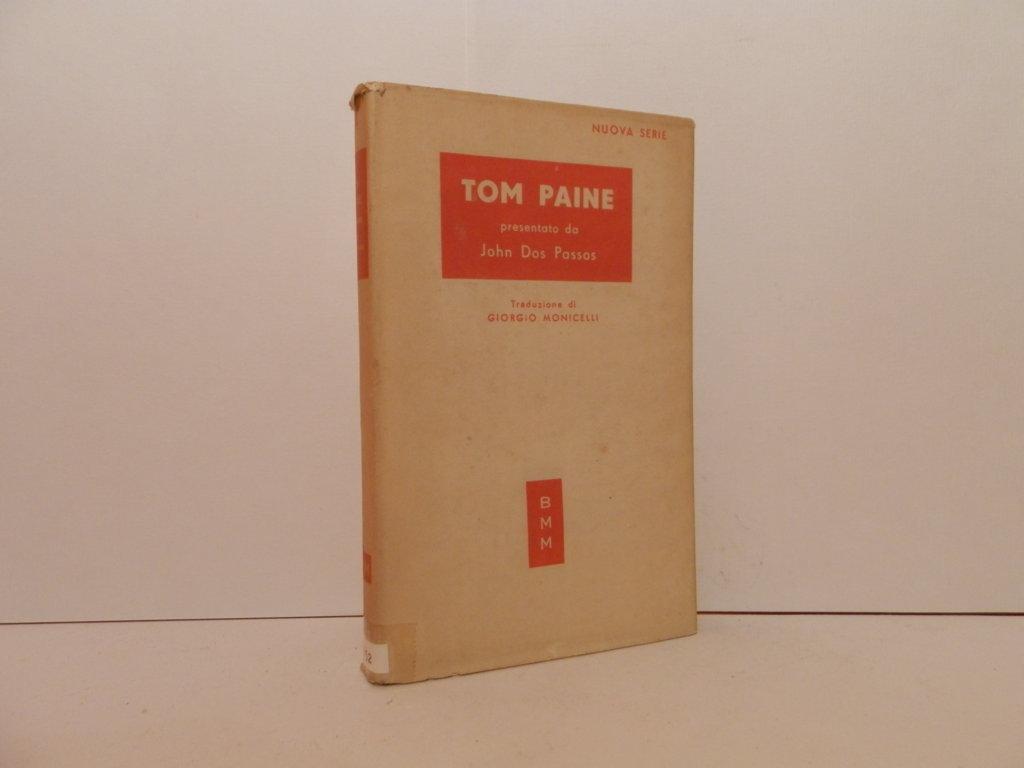 NUOVA SERIE
TOM PAINE
presentato da
John Dos Passos
Traduzione di
GIORGIO MONICELLI
B
M
M